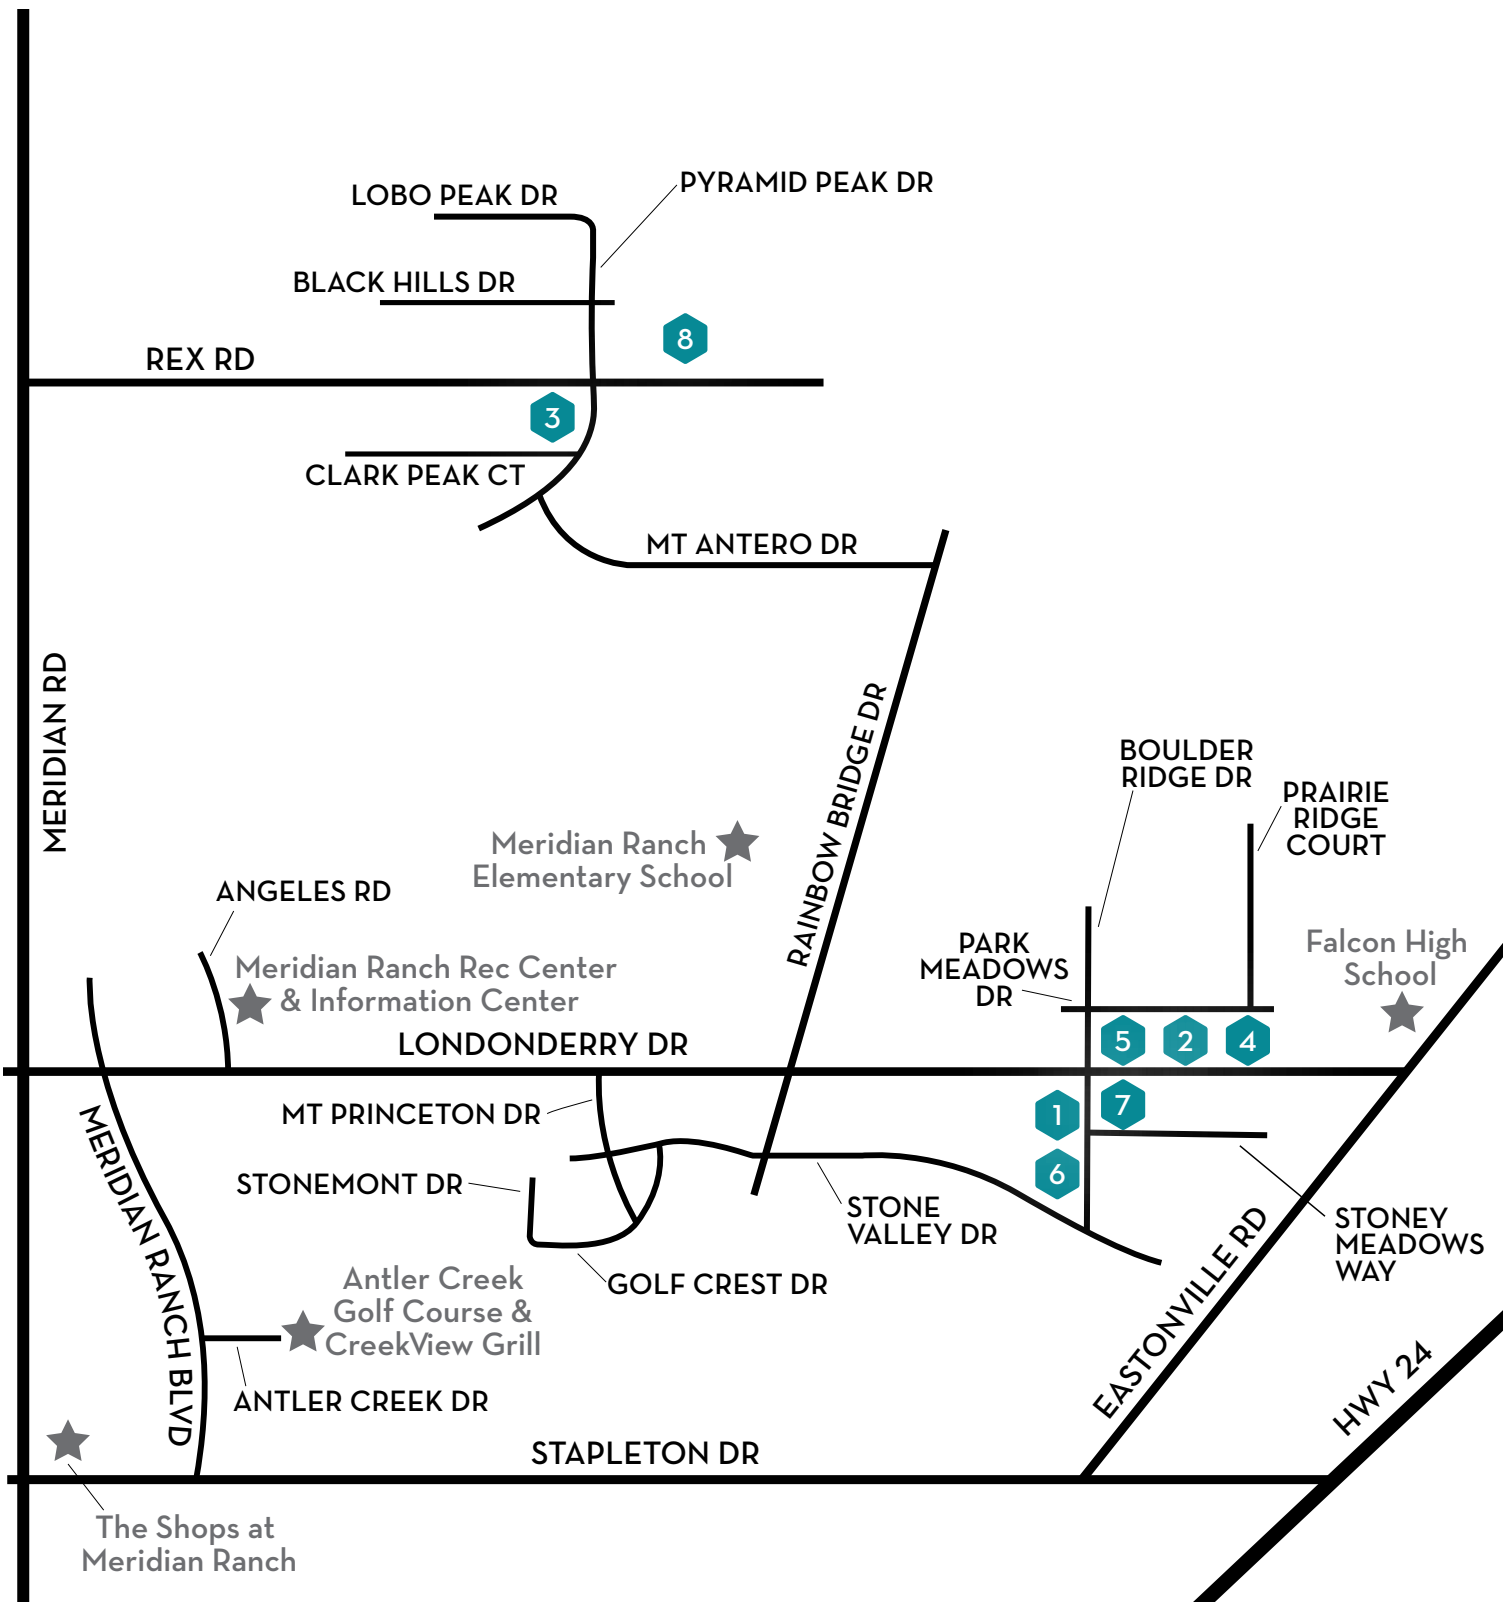 PYRAMID PEAK DR
LOBO PEAK DR
BLACK HILLS DR
8
REX RD
3
CLARK PEAK CT
MT ANTERO DR
MERIDIAN RD
RAINBOW BRIDGE DR
BOULDER
RIDGE DR
PRAIRIE
RIDGE
COURT
Meridian Ranch
Elementary School
ANGELES RD
PARK
MEADOWS
DR
Falcon High
School
Meridian Ranch Rec Center
& Information Center
LONDONDERRY DR
5
2
4
MT PRINCETON DR
1
7
6
MERIDIAN RANCH BLVD
STONEMONT DR
STONE
VALLEY DR
STONEY
MEADOWS
WAY
GOLF CREST DR
Antler Creek
Golf Course &
CreekView Grill
EASTONVILLE RD
HWY 24
ANTLER CREEK DR
STAPLETON DR
The Shops at
Meridian Ranch